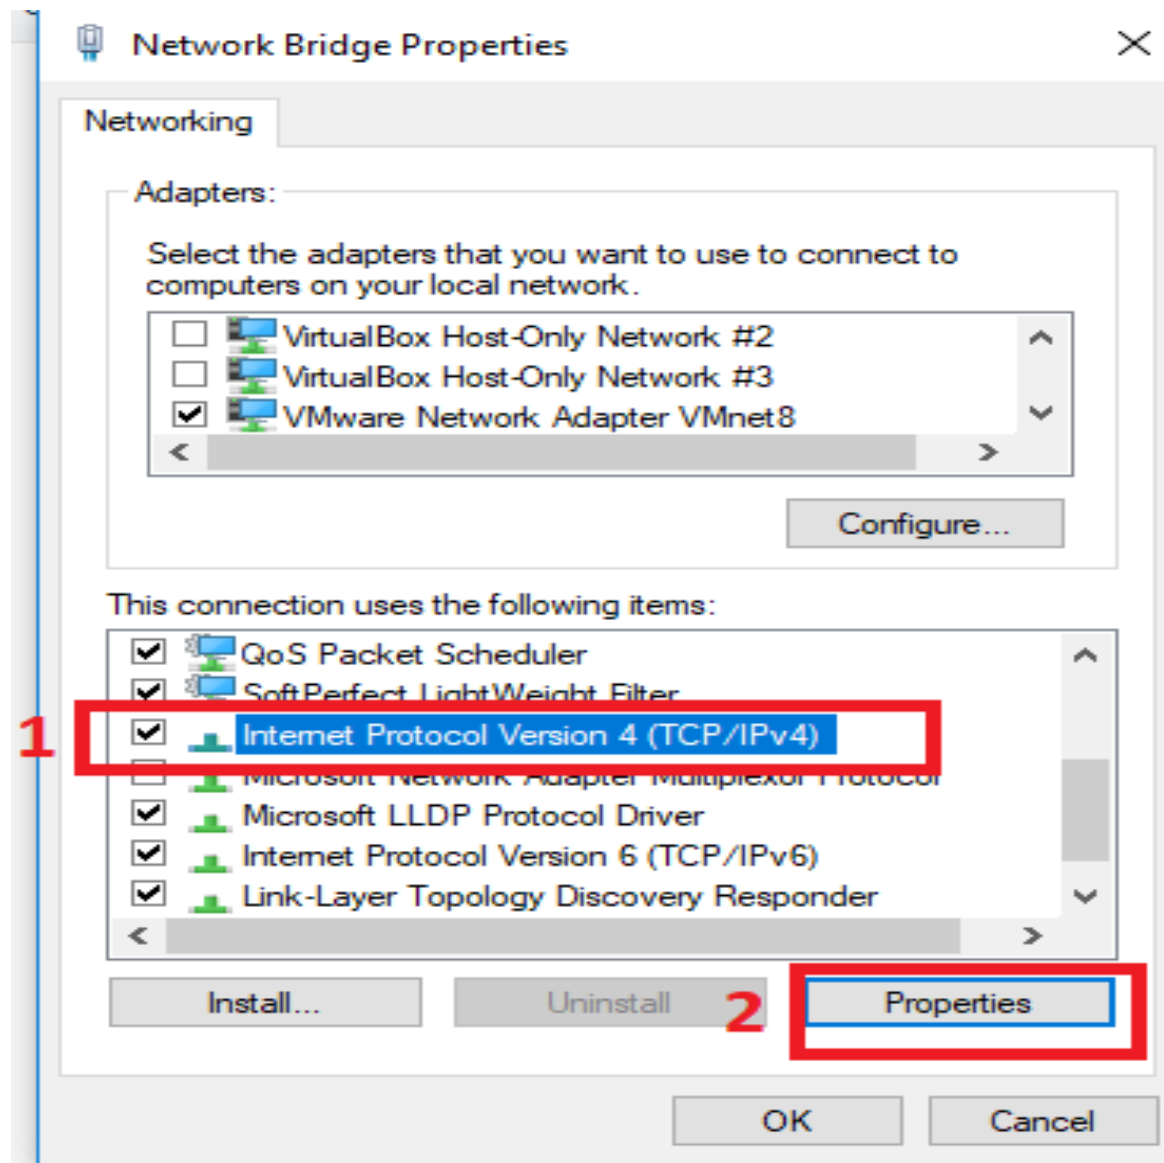 Network Bridge Properties
Networking
Adapters:
Select the adapters that you want to use to connect to
computers on your local network.
VirtualBox Host-Only Network #2
VirtualBox Host-Only Network #3
VMware Network Adapter VMnet8
Configure...
This connection uses the following items:
QoS Packet Scheduler
SoftPerfect LightWeight Filter
1
Internet Protocol Version 4 (TCP/IPv4)
Microsoft Network Adapter Multiplexor Protocol
Microsoft LLDP Protocol Driver
Internet Protocol Version 6 (TCP/IPv6)
Link-Layer Topology Discovery Responder
Install...
Uninstall
2
Properties
OK
Cancel